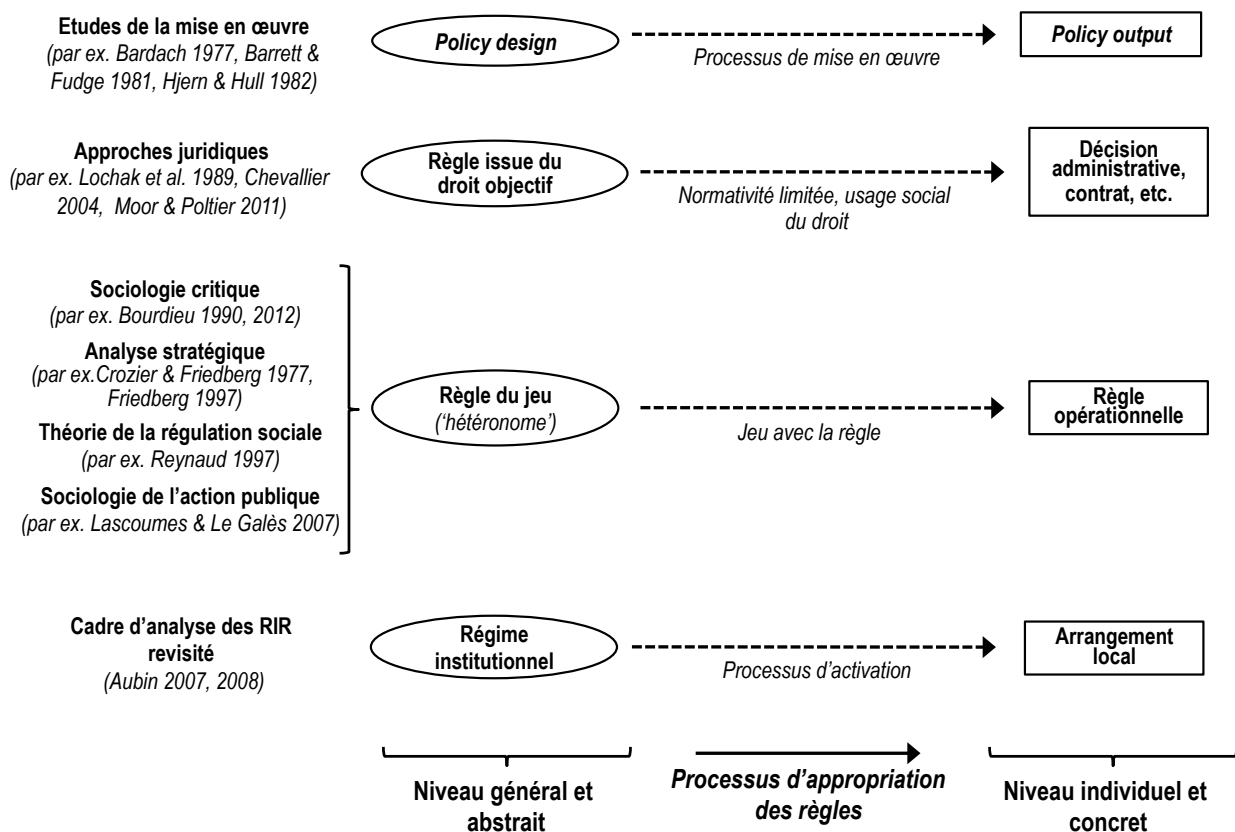 Etudes de la mise en œuvre
(par ex. Bardach 1977, Barrett &
Fudge 1981, Hjern & Hull 1982)
Policy design
Processus de mise en œuvre
Policy output
Approches juridiques
(par ex. Lochak et al. 1989, Chevallier
2004, Moor & Poltier 2011)
Règle issue du
droit objectif
Normativité limitée, usage social
du droit
Décision
administrative,
contrat, etc.
Sociologie critique
(par ex. Bourdieu 1990, 2012)
Analyse stratégique
(par ex.Crozier & Friedberg 1977,
Friedberg 1997)
Théorie de la régulation sociale
(par ex. Reynaud 1997)
Sociologie de l’action publique
(par ex. Lascoumes & Le Galès 2007)
Règle du jeu
(‘hétéronome’)
Jeu avec la règle
Règle
opérationnelle
Cadre d’analyse des RIR
revisité
(Aubin 2007, 2008)
Régime
institutionnel
Processus d’activation
Arrangement
local
Niveau général et
abstrait
Processus d’appropriation
des règles
Niveau individuel et
concret